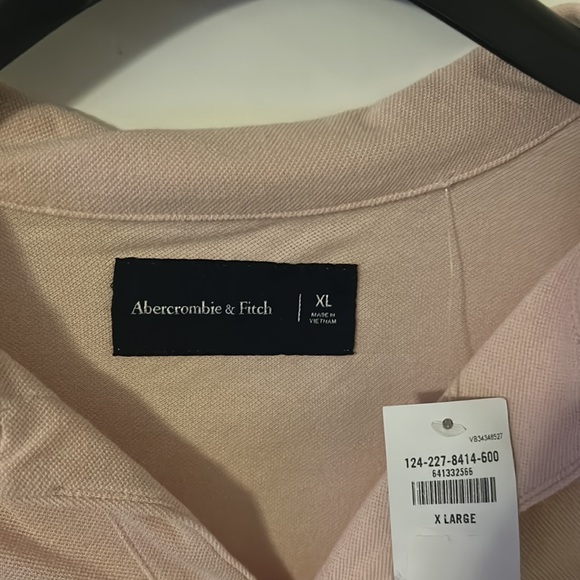 Abercrombie & Fitch
XL
MADE IN
VIETNAM
VB34346527
124-227-8414-600
641332566
X LARGE